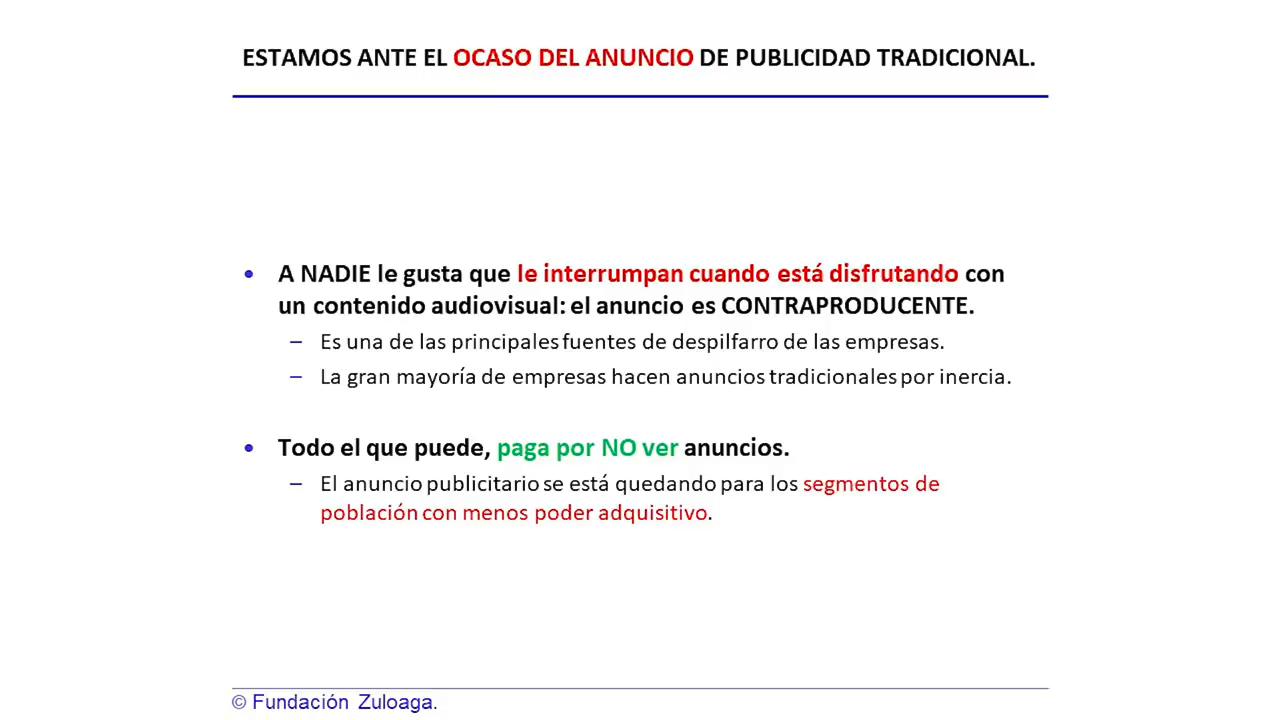 ESTAMOS ANTE EL OCASO DEL ANUNCIO DE PUBLICIDAD TRADICIONAL.
• A NADIE le gusta que le interrumpan cuando está disfrutando con
un contenido audiovisual: el anuncio es CONTRAPRODUCENTE.
– Es una de las principales fuentes de despilfarro de las empresas.
– La gran mayoría de empresas hacen anuncios tradicionales por inercia.
• Todo el que puede, paga por NO ver anuncios.
– El anuncio publicitario se está quedando para los segmentos de
población con menos poder adquisitivo.
© Fundación Zuloaga.